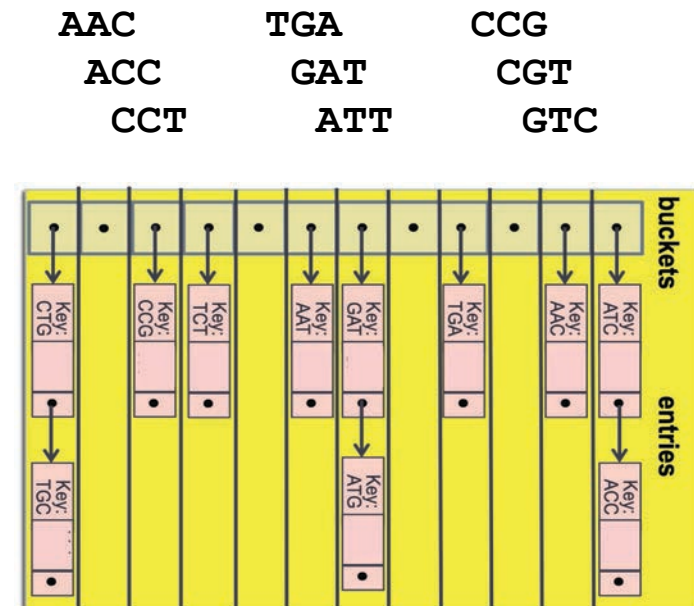 AAC TGA CCG
ACC GAT CGT
CCT ATT GTC
buckets
Key: CTG
Key: CCG
Key: TCT
Key: AAT
Key: GAT
Key: TGA
Key: AAC
Key: ATC
entries
Key: TGC
Key: ATG
Key: ACC